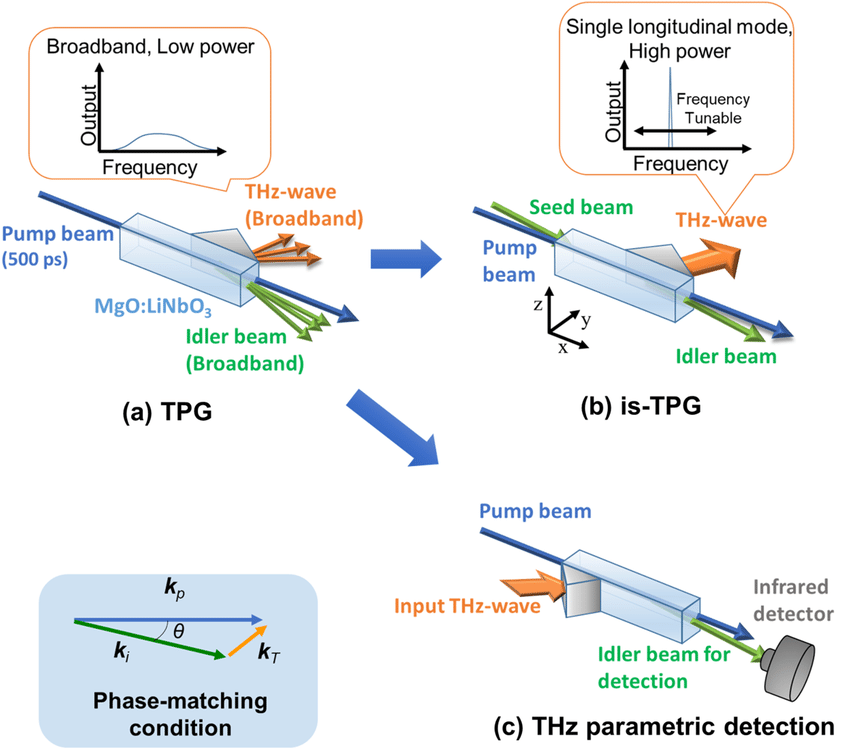 Broadband, Low power
Output
Frequency
THz-wave
(Broadband)
Pump beam
(500 ps)
MgO:LiNbO₃
Idler beam
(Broadband)
(a) TPG
Single longitudinal mode,
High power
Output
Frequency
Tunable
Frequency
Seed beam
THz-wave
Pump
beam
z
y
x
Idler beam
(b) is-TPG
kₚ
θ
kᵢ
k_T
Phase-matching
condition
Pump beam
Input THz-wave
Infrared
detector
Idler beam for
detection
(c) THz parametric detection